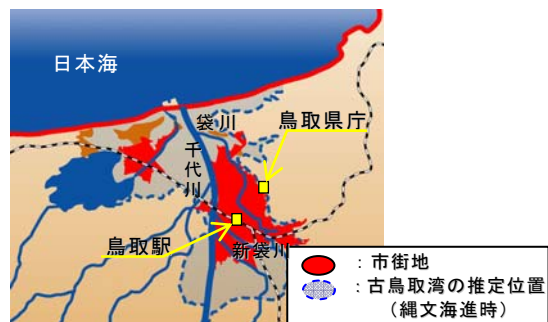 日本海
袋川
鳥取県庁
千代川
鳥取駅
新袋川
：市街地
：古鳥取湾の推定位置
（縄文海進時）